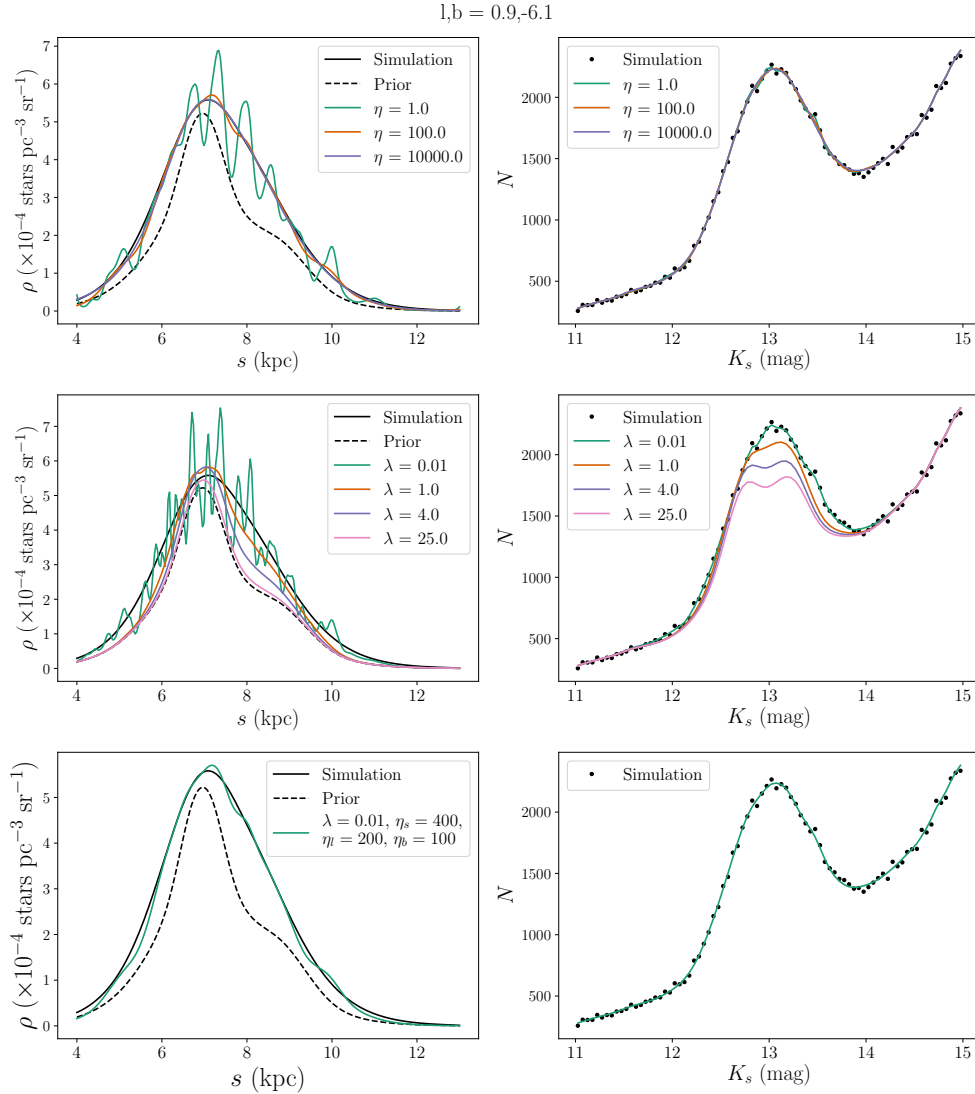 l,b = 0.9,-6.1
7
6
5
4
3
2
1
0
ρ (×10⁻⁴ stars pc⁻³ sr⁻¹)
Simulation
Prior
η = 1.0
η = 100.0
η = 10000.0
4 6 8 10 12
s (kpc)
2000
1500
1000
500
N
Simulation
η = 1.0
η = 100.0
η = 10000.0
11 12 13 14 15
Kₛ (mag)
7
6
5
4
3
2
1
0
ρ (×10⁻⁴ stars pc⁻³ sr⁻¹)
Simulation
Prior
λ = 0.01
λ = 1.0
λ = 4.0
λ = 25.0
4 6 8 10 12
s (kpc)
2000
1500
1000
500
N
Simulation
λ = 0.01
λ = 1.0
λ = 4.0
λ = 25.0
11 12 13 14 15
Kₛ (mag)
5
4
3
2
1
0
ρ (×10⁻⁴ stars pc⁻³ sr⁻¹)
Simulation
Prior
λ = 0.01, ηₛ = 400,
ηₗ = 200, η_b = 100
4 6 8 10 12
s (kpc)
2000
1500
1000
500
N
Simulation
11 12 13 14 15
Kₛ (mag)